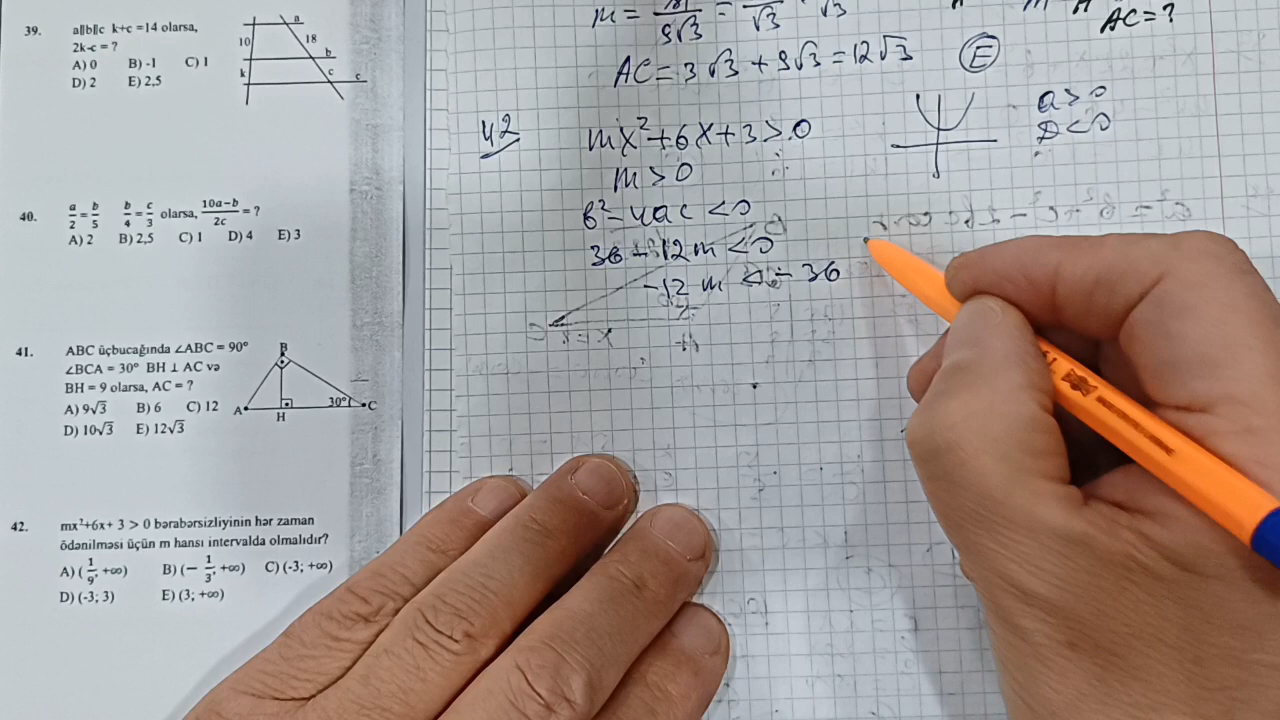 39. a∥b∥c k+c =14 olarsa,
2k-c = ?
A) 0 B) -1 C) 1
D) 2 E) 2,5
a
10 18
b
k c c
40. a/2 = b/5 b/4 = c/3 olarsa, (10a-b)/2c = ?
A) 2 B) 2,5 C) 1 D) 4 E) 3
41. ABC üçbucağında ∠ABC = 90°
∠BCA = 30° BH ⊥ AC və
BH = 9 olarsa, AC = ?
A) 9√3 B) 6 C) 12
D) 10√3 E) 12√3
B
A H 30° C
42. mx²+6x+ 3 > 0 bərabərsizliyinin hər zaman
ödənilməsi üçün m hansı intervalda olmalıdır?
A) (1/9; +∞) B) (-1/3; +∞) C) (-3; +∞)
D) (-3; 3) E) (3; +∞)
AC = ?
AC = 3√3 + 9√3 = 12√3 E
42 mx²+6x+3>0
a>0
D<0
m>0
b²-4ac<0
36-12m<0
-12m<-36